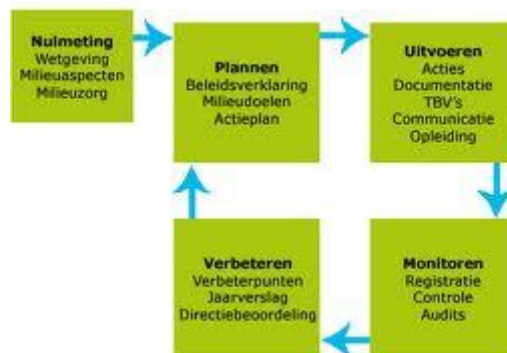 Nulmeting
Wetgeving
Milieuaspecten
Milieuzorg
Plannen
Beleidsverklaring
Milieudoelen
Actieplan
Uitvoeren
Acties
Documentatie
TBV's
Communicatie
Opleiding
Monitoren
Registratie
Controle
Audits
Verbeteren
Verbeterpunten
Jaarverslag
Directiebeoordeling